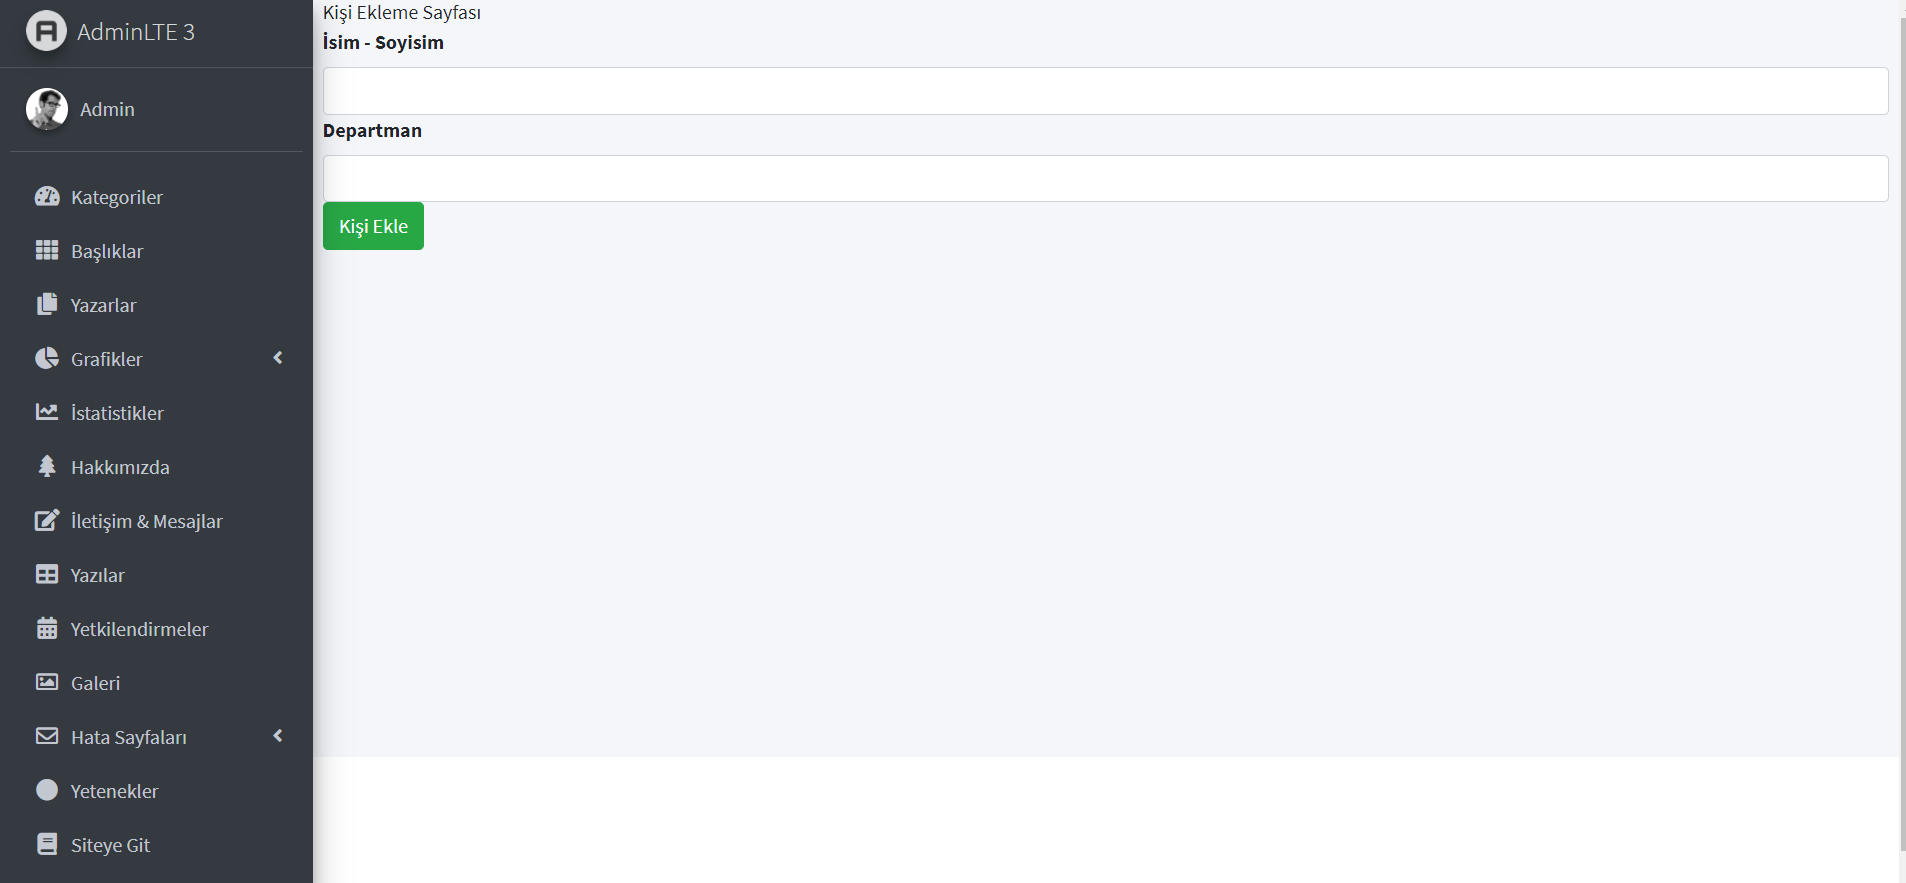 AdminLTE 3
Admin
Kategoriler
Başlıklar
Yazarlar
Grafikler
İstatistikler
Hakkımızda
İletişim & Mesajlar
Yazılar
Yetkilendirmeler
Galeri
Hata Sayfaları
Yetenekler
Siteye Git
Kişi Ekleme Sayfası
İsim - Soyisim
Departman
Kişi Ekle